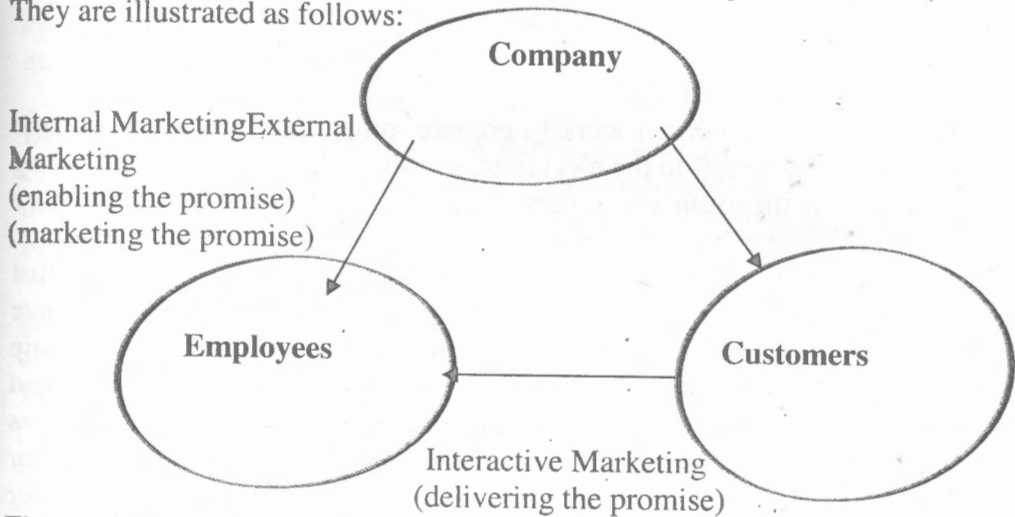 They are illustrated as follows:
Company
Internal MarketingExternal
Marketing
(enabling the promise)
(marketing the promise)
Employees
Customers
Interactive Marketing
(delivering the promise)